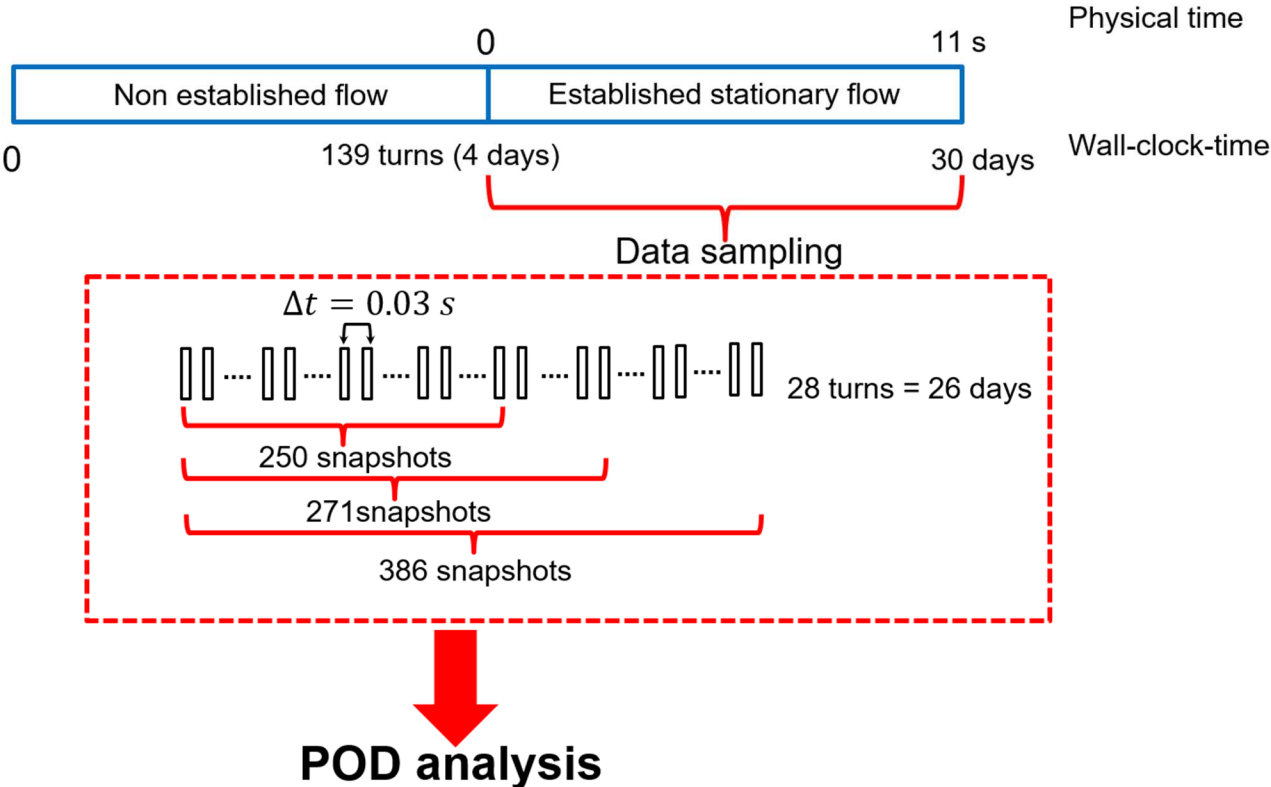 Physical time
0
11 s
Non established flow
Established stationary flow
0
139 turns (4 days)
30 days
Wall-clock-time
Data sampling
Δt = 0.03 s
28 turns = 26 days
250 snapshots
271snapshots
386 snapshots
POD analysis